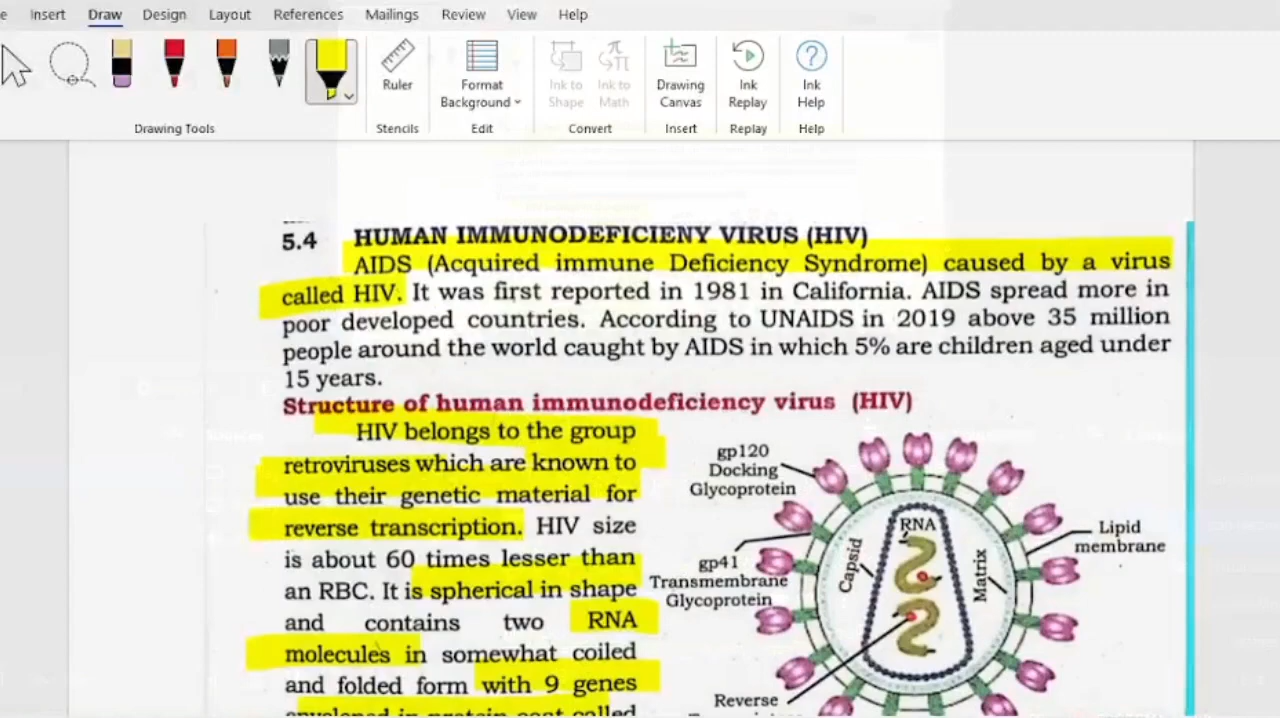 Insert Draw Design Layout References Mailings Review View Help
Ruler
Format Background
Ink to Shape
Ink to Math
Drawing Canvas
Ink Replay
Ink Help
Drawing Tools Stencils Edit Convert Insert Replay Help
5.4 HUMAN IMMUNODEFICIENY VIRUS (HIV)
AIDS (Acquired immune Deficiency Syndrome) caused by a virus
called HIV. It was first reported in 1981 in California. AIDS spread more in
poor developed countries. According to UNAIDS in 2019 above 35 million
people around the world caught by AIDS in which 5% are children aged under
15 years.
Structure of human immunodeficiency virus (HIV)
HIV belongs to the group
retroviruses which are known to
use their genetic material for
reverse transcription. HIV size
is about 60 times lesser than
an RBC. It is spherical in shape
and contains two RNA
molecules in somewhat coiled
and folded form with 9 genes
enveloped in protein coat called
gp120
Docking
Glycoprotein
gp41
Transmembrane
Glycoprotein
Capsid
RNA
Matrix
Lipid
membrane
Reverse